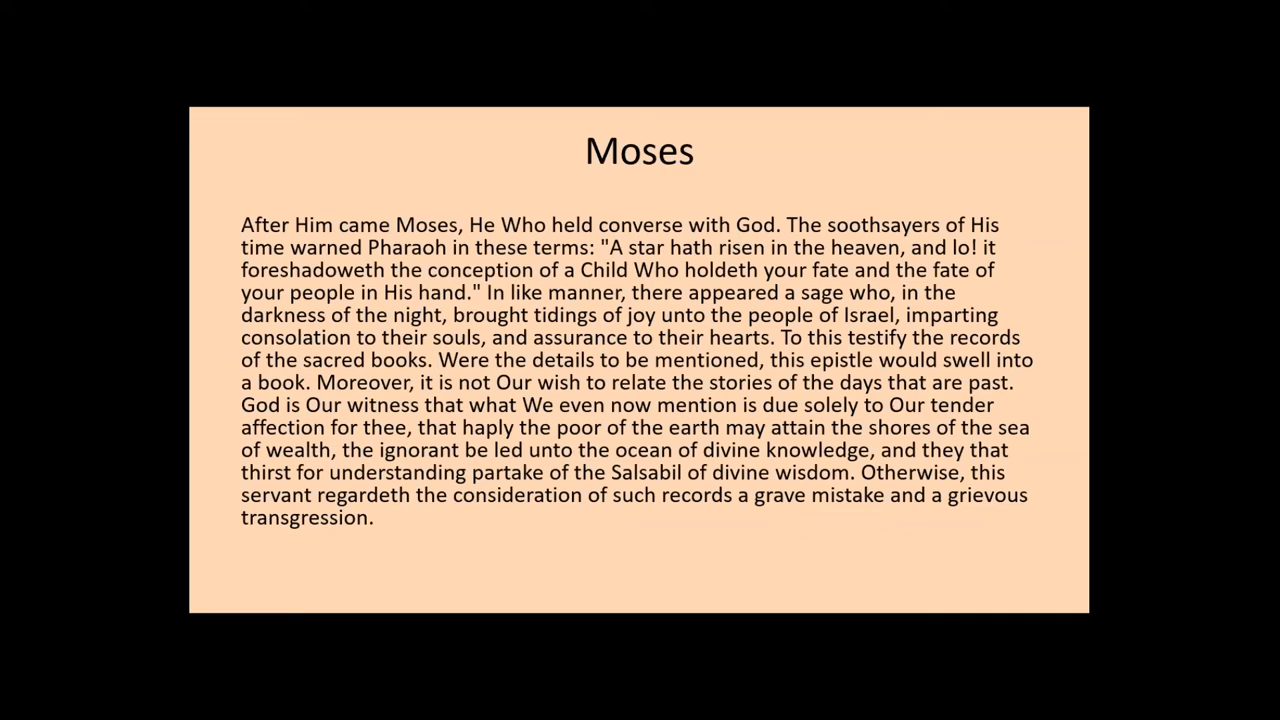 Moses
After Him came Moses, He Who held converse with God. The soothsayers of His
time warned Pharaoh in these terms: "A star hath risen in the heaven, and lo! it
foreshadoweth the conception of a Child Who holdeth your fate and the fate of
your people in His hand." In like manner, there appeared a sage who, in the
darkness of the night, brought tidings of joy unto the people of Israel, imparting
consolation to their souls, and assurance to their hearts. To this testify the records
of the sacred books. Were the details to be mentioned, this epistle would swell into
a book. Moreover, it is not Our wish to relate the stories of the days that are past.
God is Our witness that what We even now mention is due solely to Our tender
affection for thee, that haply the poor of the earth may attain the shores of the sea
of wealth, the ignorant be led unto the ocean of divine knowledge, and they that
thirst for understanding partake of the Salsabil of divine wisdom. Otherwise, this
servant regardeth the consideration of such records a grave mistake and a grievous
transgression.